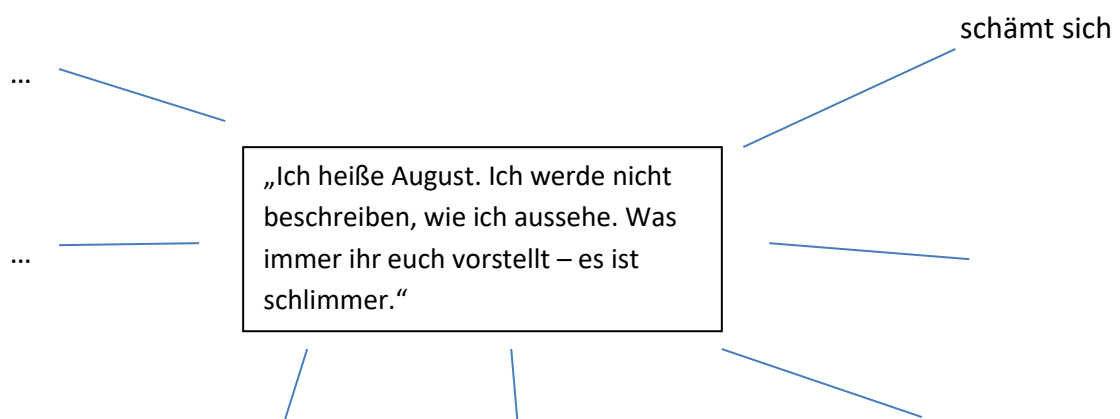 schämt sich
…
„Ich heiße August. Ich werde nicht
beschreiben, wie ich aussehe. Was
immer ihr euch vorstellt – es ist
schlimmer.“
…